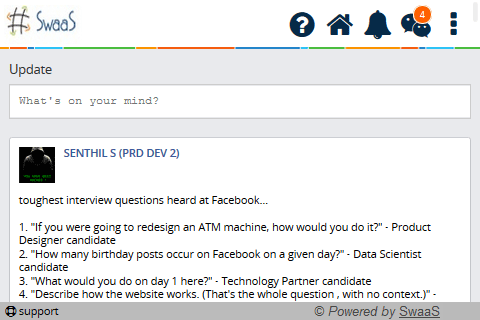 SwaaS
4
Update
What's on your mind?
SENTHIL S (PRD DEV 2)
toughest interview questions heard at Facebook...
1. "If you were going to redesign an ATM machine, how would you do it?" - Product
Designer candidate
2. "How many birthday posts occur on Facebook on a given day?" - Data Scientist
candidate
3. "What would you do on day 1 here?" - Technology Partner candidate
4. "Describe how the website works. (That's the whole question , with no context.)" -
support
© Powered by SwaaS